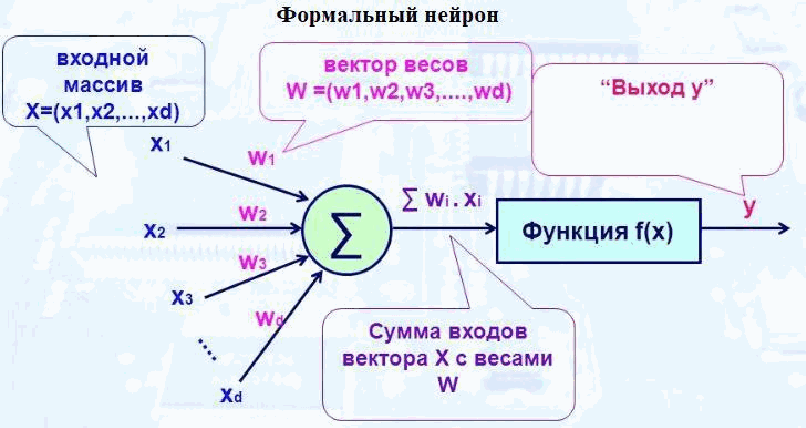 Формальный нейрон
входной
массив
X=(x1,x2,...,xd)
вектор весов
W =(w1,w2,w3,....,wd)
“Выход y”
X1
W1
X2
W2
X3
W3
....
Xd
Wd
∑
∑ Wi . Xi
Функция f(x)
y
Сумма входов
вектора X с весами
W